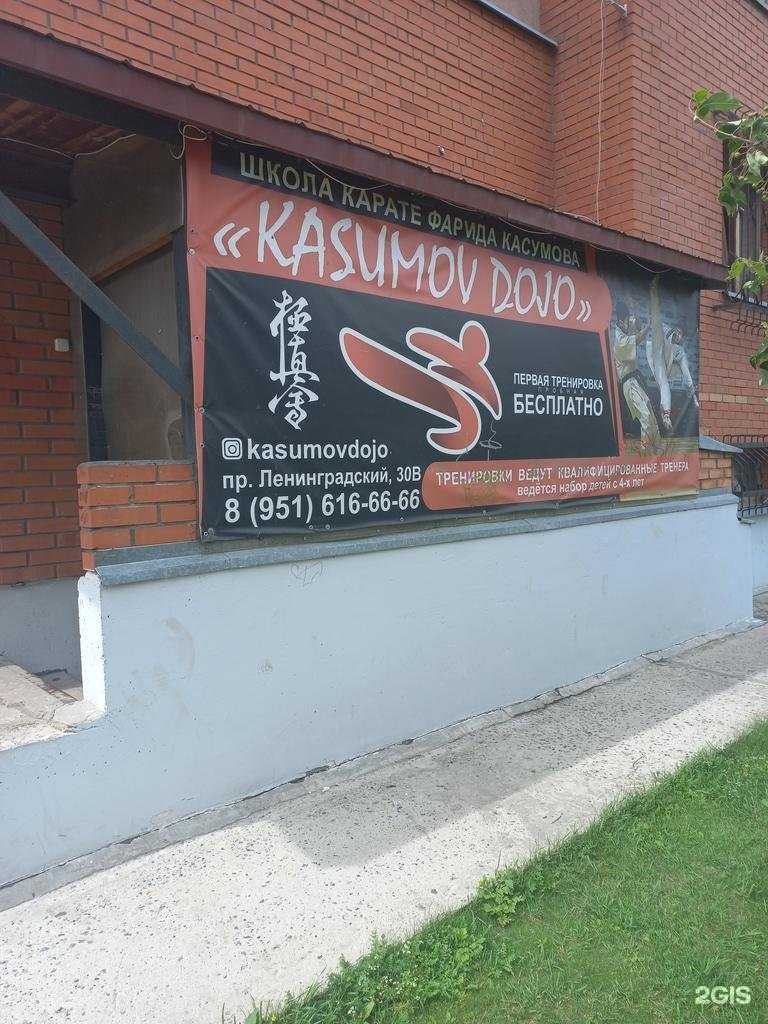 ШКОЛА КАРАТЕ ФАРИДА КАСУМОВА
«KASUMOV DOJO»
極真会
ПЕРВАЯ ТРЕНИРОВКА
ПРОБНАЯ
БЕСПЛАТНО
kasumovdojo
пр. Ленинградский, 30В
8 (951) 616-66-66
ТРЕНИРОВКИ ВЕДУТ КВАЛИФИЦИРОВАННЫЕ ТРЕНЕРА
ведётся набор детей с 4-х лет
2GIS